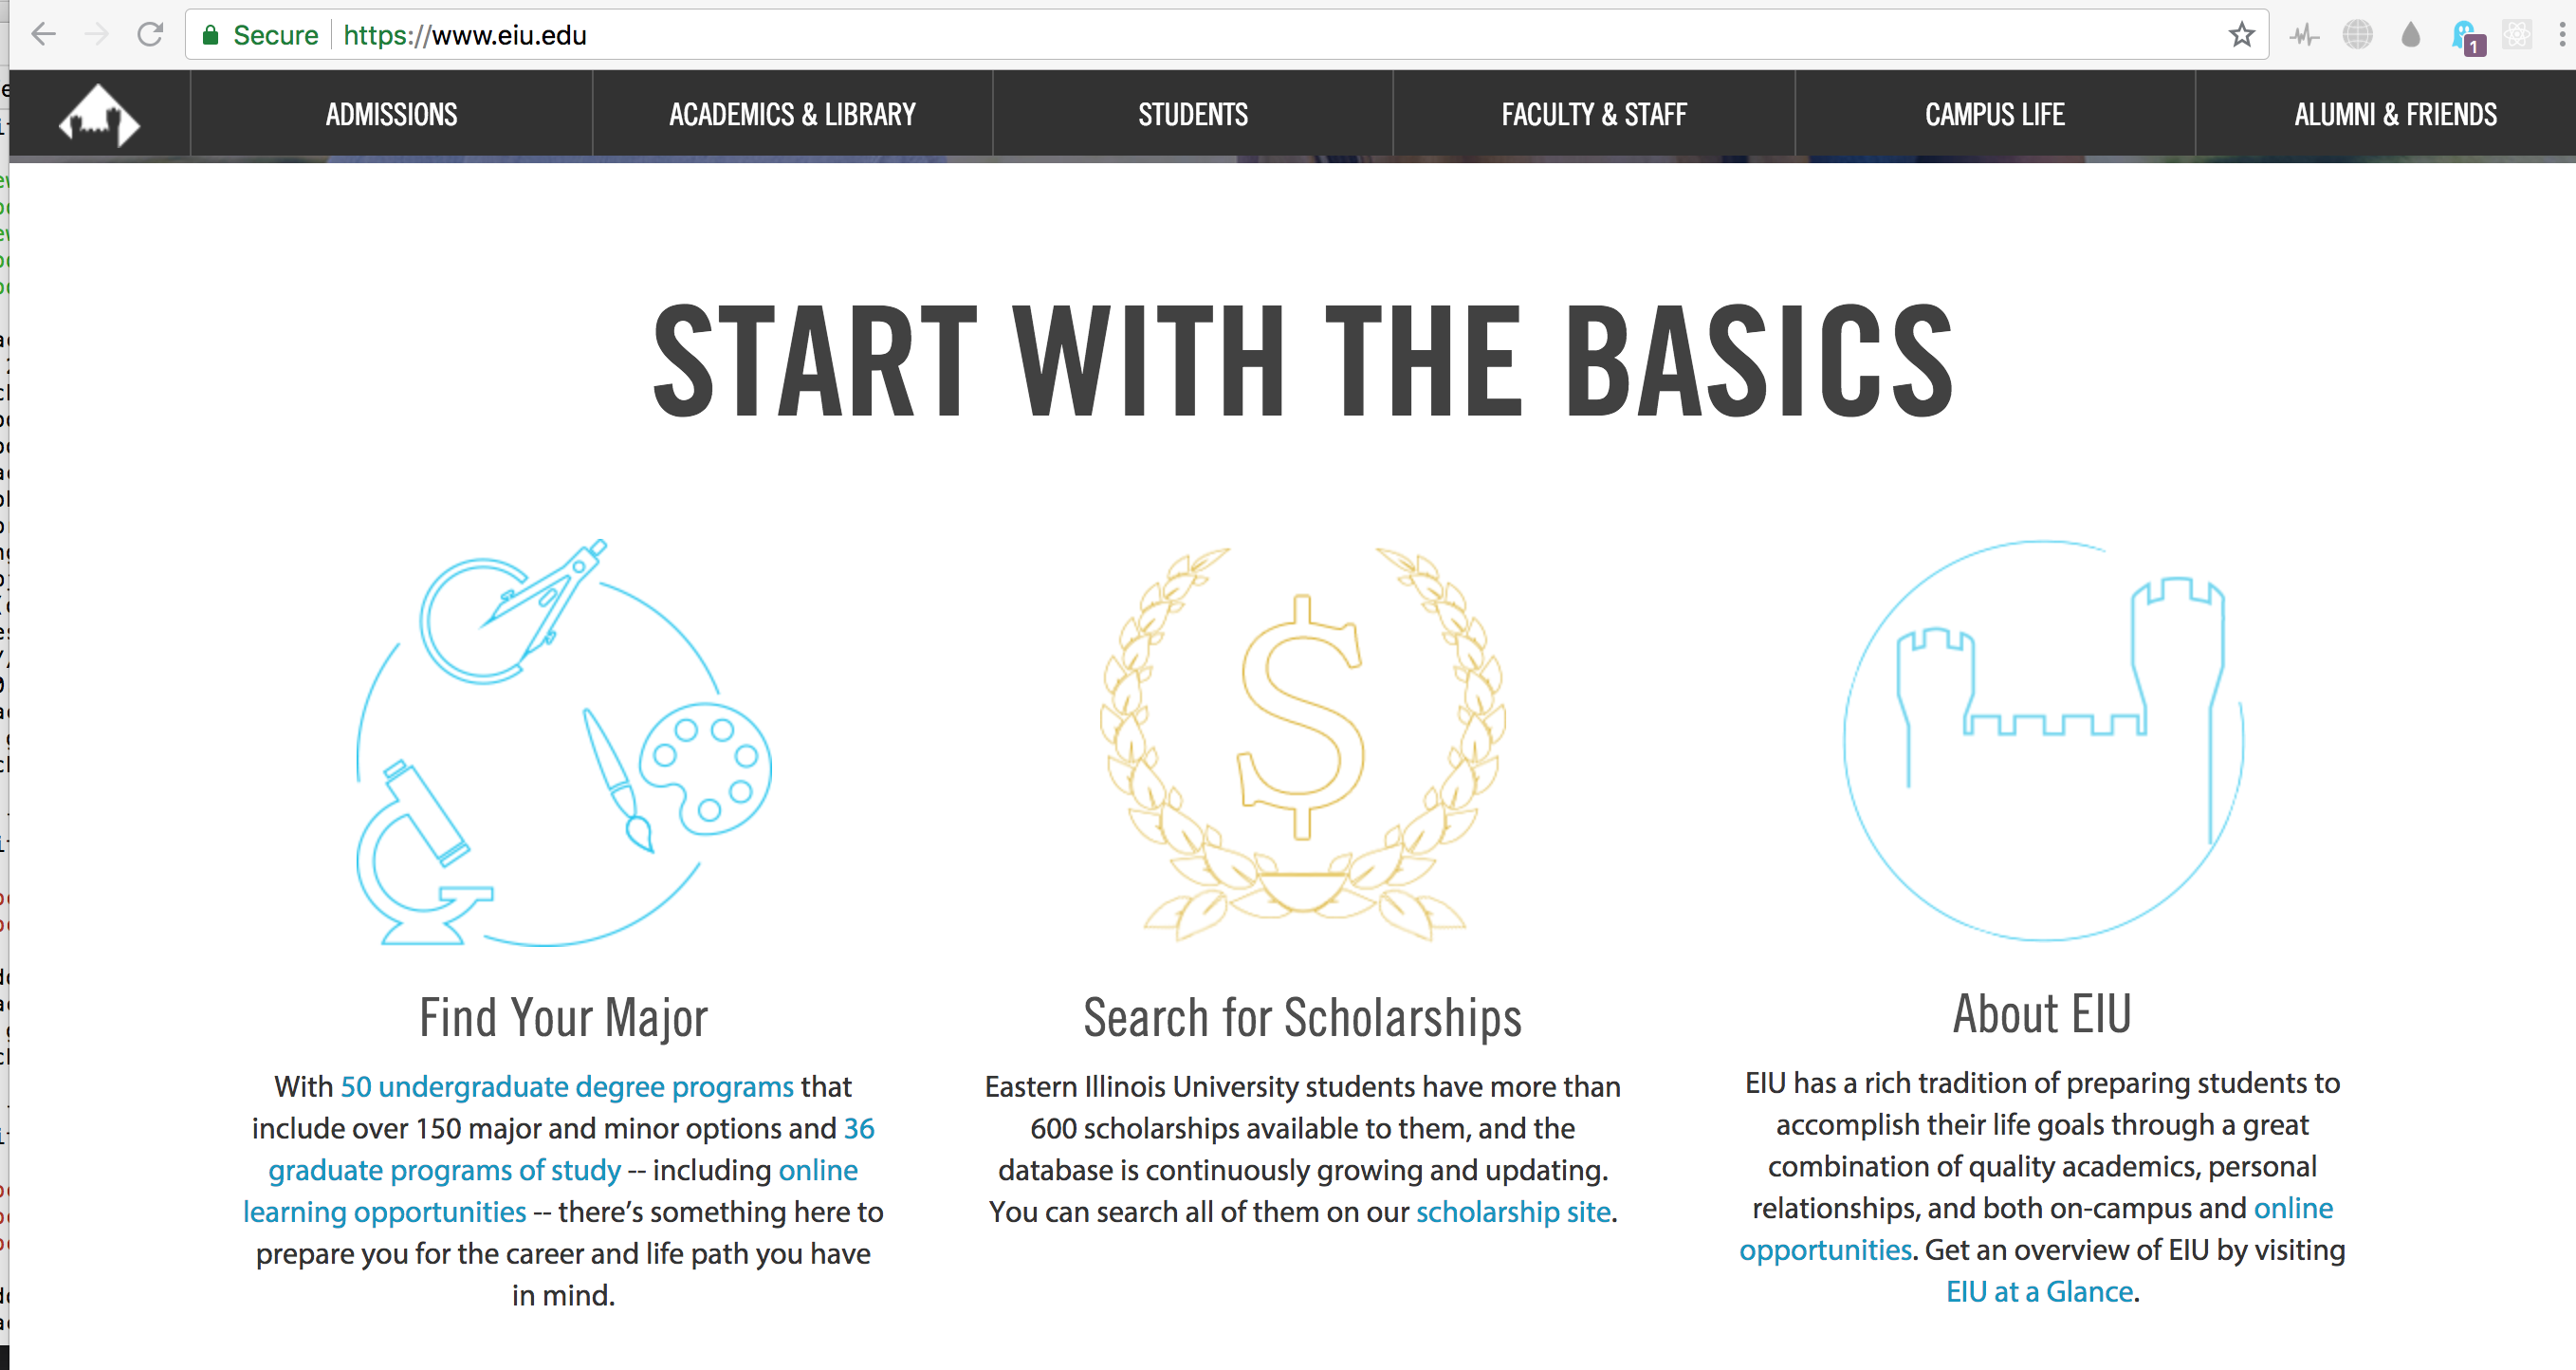 Secure https://www.eiu.edu
1
ADMISSIONS ACADEMICS & LIBRARY STUDENTS FACULTY & STAFF CAMPUS LIFE ALUMNI & FRIENDS
START WITH THE BASICS
$
Find Your Major
With 50 undergraduate degree programs that
include over 150 major and minor options and 36
graduate programs of study -- including online
learning opportunities -- there's something here to
prepare you for the career and life path you have
in mind.
Search for Scholarships
Eastern Illinois University students have more than
600 scholarships available to them, and the
database is continuously growing and updating.
You can search all of them on our scholarship site.
About EIU
EIU has a rich tradition of preparing students to
accomplish their life goals through a great
combination of quality academics, personal
relationships, and both on-campus and online
opportunities. Get an overview of EIU by visiting
EIU at a Glance.